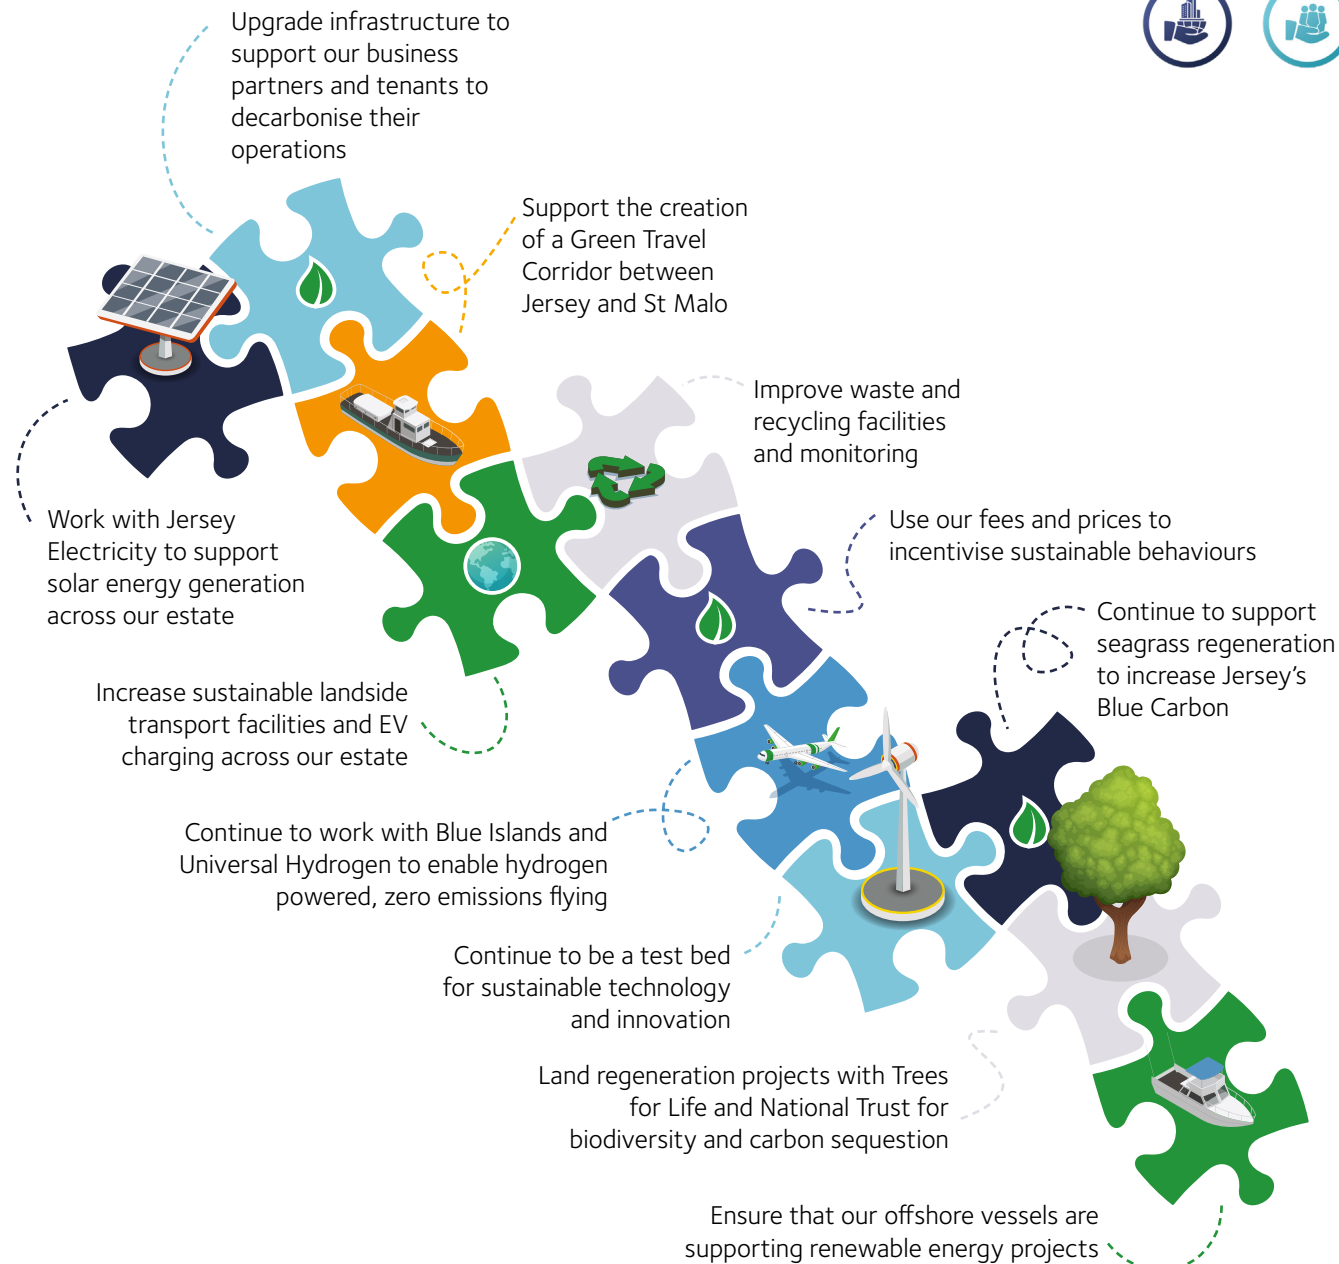 Upgrade infrastructure to
support our business
partners and tenants to
decarbonise their
operations
Support the creation
of a Green Travel
Corridor between
Jersey and St Malo
Improve waste and
recycling facilities
and monitoring
Work with Jersey
Electricity to support
solar energy generation
across our estate
Use our fees and prices to
incentivise sustainable behaviours
Continue to support
seagrass regeneration
to increase Jersey's
Blue Carbon
Increase sustainable landside
transport facilities and EV
charging across our estate
Continue to work with Blue Islands and
Universal Hydrogen to enable hydrogen
powered, zero emissions flying
Continue to be a test bed
for sustainable technology
and innovation
Land regeneration projects with Trees
for Life and National Trust for
biodiversity and carbon sequestion
Ensure that our offshore vessels are
supporting renewable energy projects